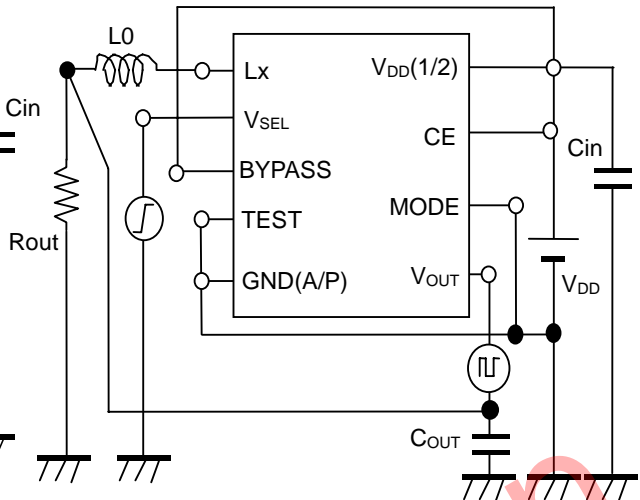 L0
Cin
Rout
Lx
VSEL
BYPASS
TEST
GND(A/P)
VDD(1/2)
CE
MODE
VOUT
Cin
VDD
COUT